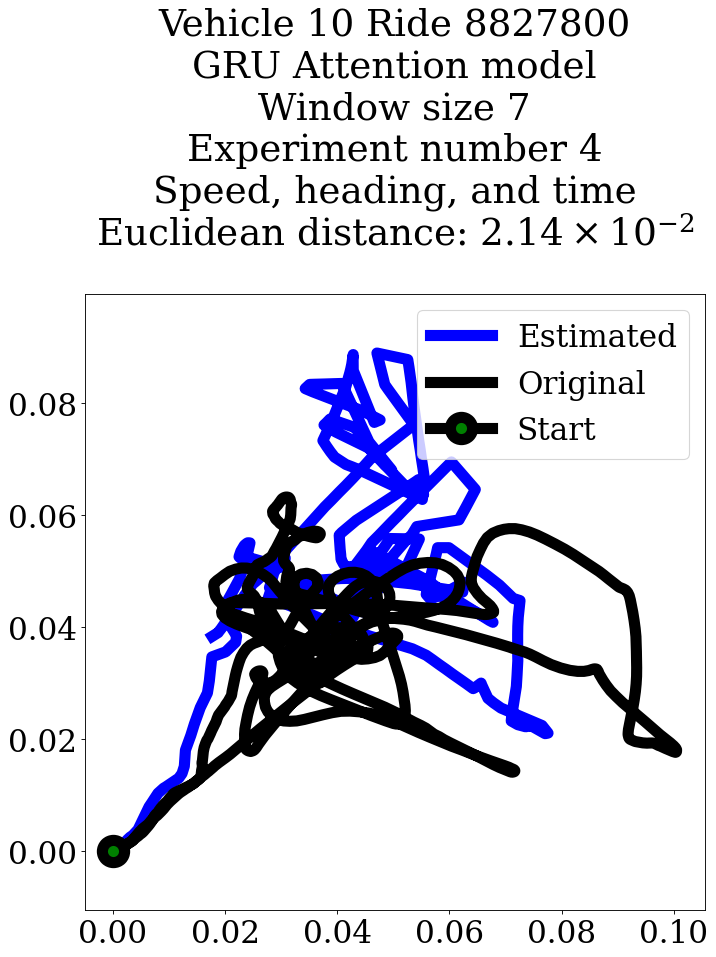 Vehicle 10 Ride 8827800
GRU Attention model
Window size 7
Experiment number 4
Speed, heading, and time
Euclidean distance: 2.14 × 10⁻²
Estimated
Original
Start
0.08
0.06
0.04
0.02
0.00
0.00 0.02 0.04 0.06 0.08 0.10